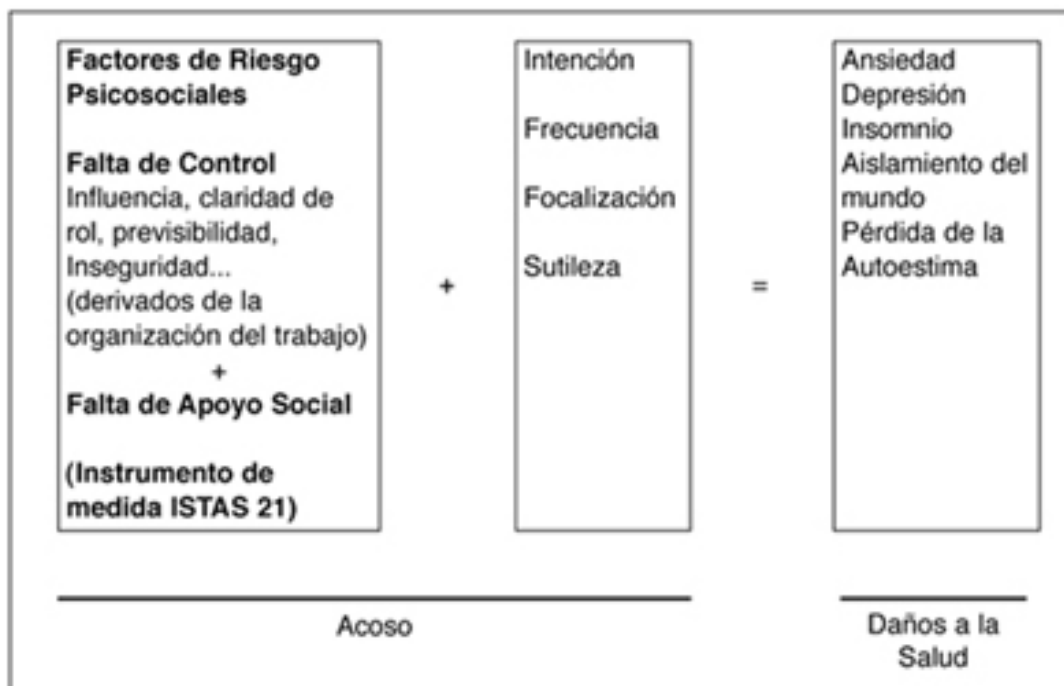 Factores de Riesgo
Psicosociales
Falta de Control
Influencia, claridad de
rol, previsibilidad,
Inseguridad...
(derivados de la
organización del trabajo)
+
Falta de Apoyo Social
(Instrumento de
medida ISTAS 21)
+
Intención
Frecuencia
Focalización
Sutileza
=
Ansiedad
Depresión
Insomnio
Aislamiento del
mundo
Pérdida de la
Autoestima
Acoso
Daños a la
Salud